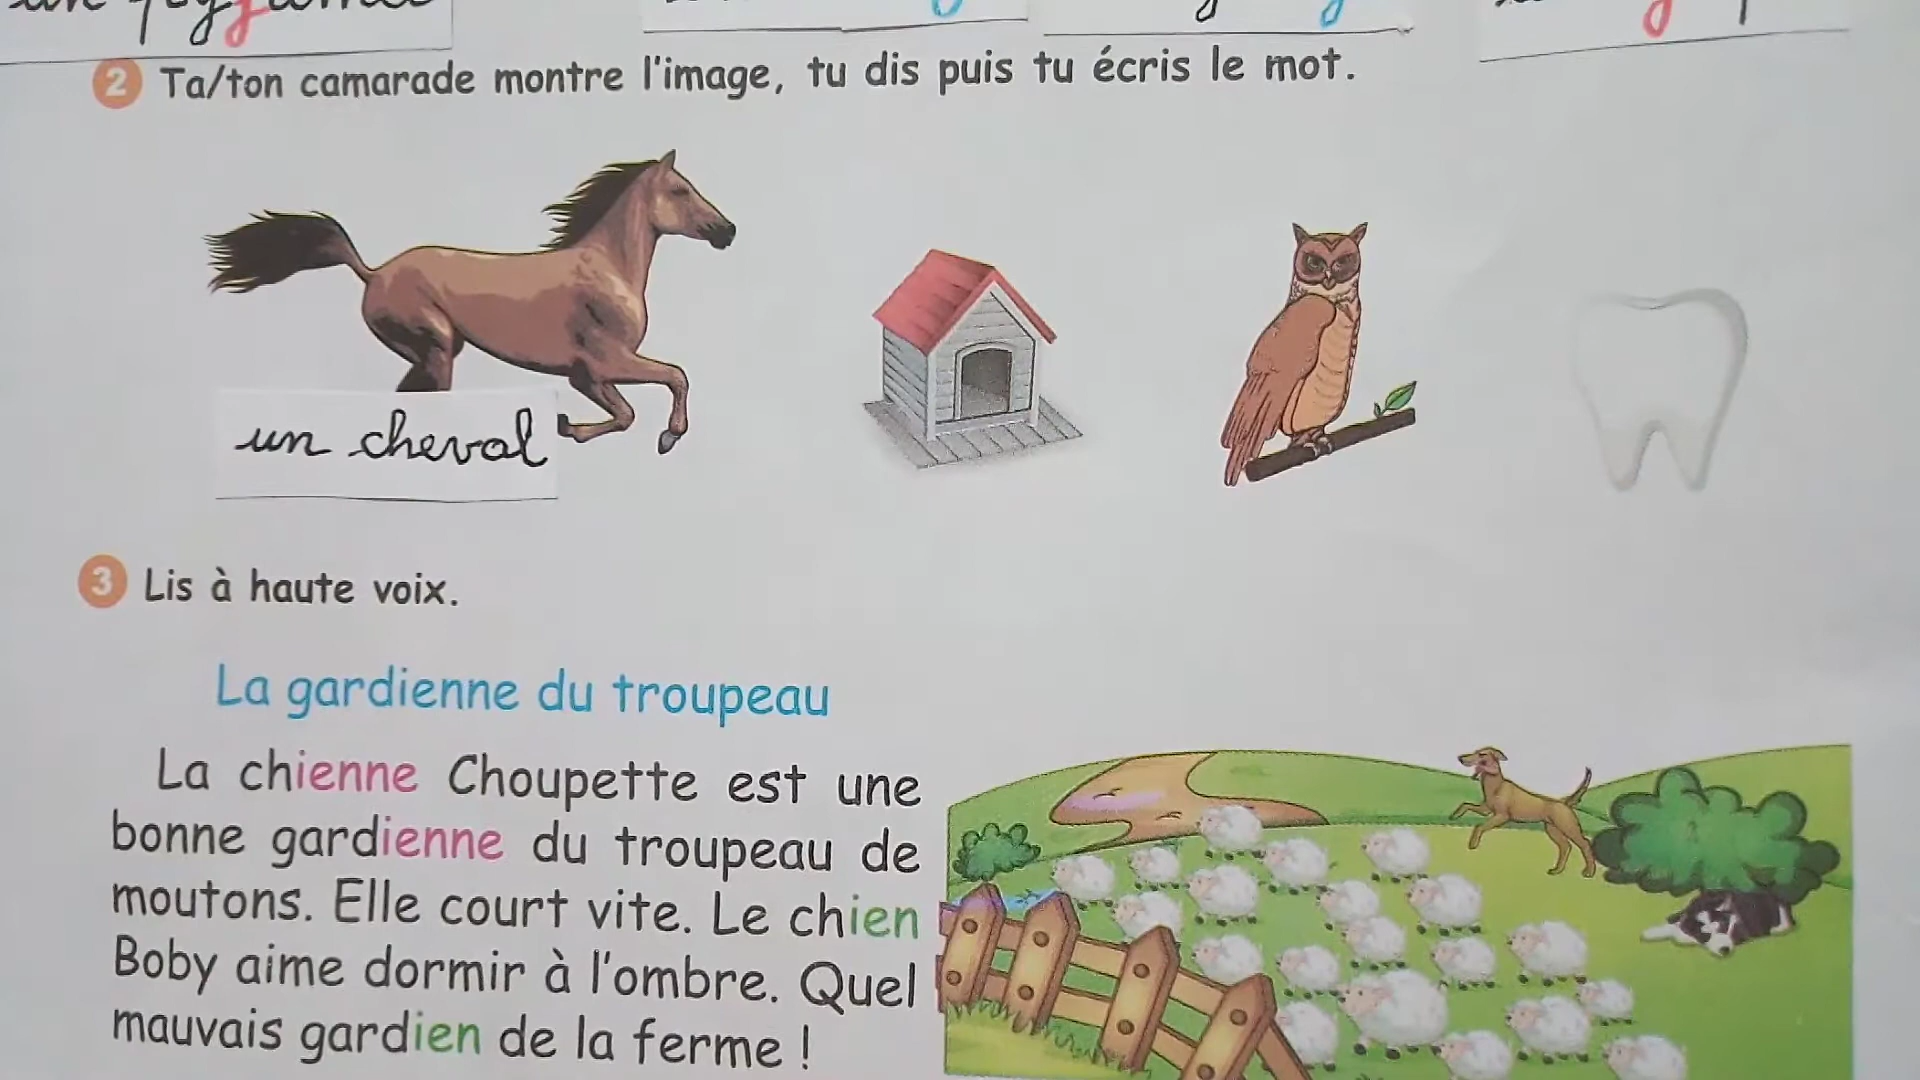 2 Ta/ton camarade montre l'image, tu dis puis tu écris le mot.
un cheval
3 Lis à haute voix.
La gardienne du troupeau
La chienne Choupette est une
bonne gardienne du troupeau de
moutons. Elle court vite. Le chien
Boby aime dormir à l'ombre. Quel
mauvais gardien de la ferme !